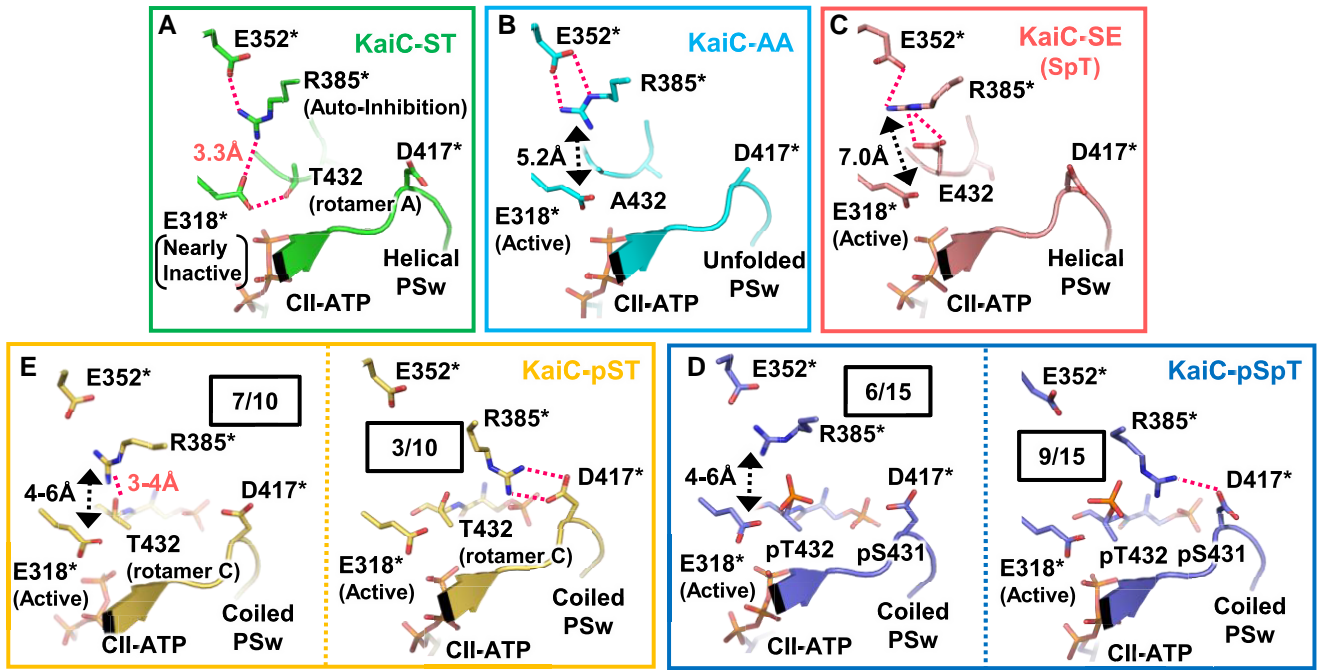 A
KaiC-ST
E352*
R385*
(Auto-Inhibition)
3.3Å
D417*
T432
(rotamer A)
E318*
Nearly
Inactive
Helical
PSw
CII-ATP
B
KaiC-AA
E352*
R385*
5.2Å
D417*
E318*
(Active)
A432
Unfolded
PSw
CII-ATP
C
KaiC-SE
(SpT)
E352*
R385*
7.0Å
D417*
E318*
(Active)
E432
Helical
PSw
CII-ATP
E
KaiC-pST
E352*
7/10
R385*
4-6Å
3-4Å
D417*
T432
(rotamer C)
E318*
(Active)
Coiled
PSw
CII-ATP
E352*
R385*
3/10
D417*
T432
(rotamer C)
E318*
(Active)
Coiled
PSw
CII-ATP
D
KaiC-pSpT
E352*
6/15
R385*
4-6Å
D417*
pT432
pS431
E318*
(Active)
Coiled
PSw
CII-ATP
E352*
R385*
9/15
D417*
pT432
pS431
E318*
(Active)
Coiled
PSw
CII-ATP